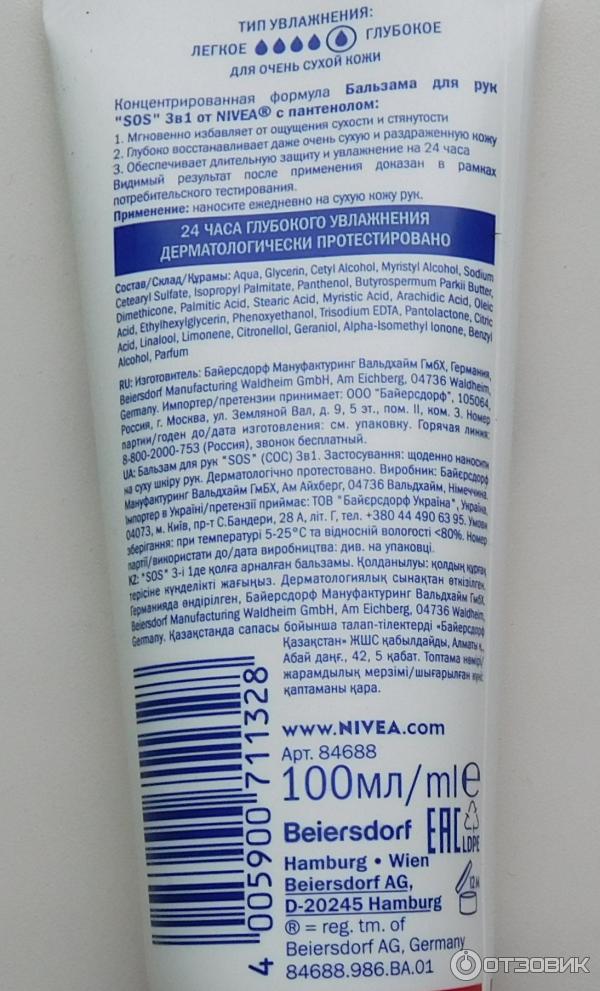 ТИП УВЛАЖНЕНИЯ:
ЛЕГКОЕ ГЛУБОКОЕ
ДЛЯ ОЧЕНЬ СУХОЙ КОЖИ
Концентрированная формула Бальзама для рук
"SOS" 3в1 от NIVEA® с пантенолом:
1. Мгновенно избавляет от ощущения сухости и стянутости
2. Глубоко восстанавливает даже очень сухую и раздраженную кожу
3. Обеспечивает длительную защиту и увлажнение на 24 часа
Видимый результат после применения доказан в рамках
потребительского тестирования.
Применение: наносите ежедневно на сухую кожу рук.
24 ЧАСА ГЛУБОКОГО УВЛАЖНЕНИЯ
ДЕРМАТОЛОГИЧЕСКИ ПРОТЕСТИРОВАНО
Состав/Склад/Құрамы: Aqua, Glycerin, Cetyl Alcohol, Myristyl Alcohol, Sodium
Cetearyl Sulfate, Isopropyl Palmitate, Panthenol, Butyrospermum Parkii Butter,
Dimethicone, Palmitic Acid, Stearic Acid, Myristic Acid, Arachidic Acid, Oleic
Acid, Ethylhexylglycerin, Phenoxyethanol, Trisodium EDTA, Pantolactone, Citric
Acid, Linalool, Limonene, Citronellol, Geraniol, Alpha-Isomethyl Ionone, Benzyl
Alcohol, Parfum
RU: Изготовитель: Байерсдорф Мануфактуринг Вальдхайм Гмбх, Германия,
Beiersdorf Manufacturing Waldheim GmbH, Am Eichberg, 04736 Waldheim,
Germany. Импортер/претензии принимает: ООО "Байерсдорф", 105064,
Россия, г. Москва, ул. Земляной Вал, д. 9, 5 эт., пом. II, ком. 3. Номер
партии/годен до/дата изготовления: см. упаковку. Горячая линия:
8-800-2000-753 (Россия), звонок бесплатный.
UA: Бальзам для рук "SOS" (СОС) 3в1. Застосування: щоденно наносити
на суху шкіру рук. Дерматологічно протестовано. Виробник: Байєрсдорф
Мануфактуринг Вальдхайм ГмбХ, Ам Айхберг, 04736 Вальдхайм, Німеччина.
Імпортер в Україні/претензії приймає: ТОВ "Байєрсдорф Україна", Україна,
04073, м. Київ, пр-т С.Бандери, 28 А, літ. Г, тел. +380 44 490 63 95. Умови
зберігання: при температурі 5-25°С та відносній вологості <80%. Номер
партії/використати до/дата виробництва: див. на упаковці.
KZ: "SOS" 3-і 1де қолға арналған бальзамы. Қолданылуы: қолдың құрғақ
терісіне күнделікті жағыңыз. Дерматологиялық сынақтан өткізілген.
Германияда өндірілген, Байерсдорф Мануфактуринг Вальдхайм ГмбХ,
Beiersdorf Manufacturing Waldheim GmbH, Am Eichberg, 04736 Waldheim,
Germany. Қазақстанда сапасы бойынша талап-тілектерді «Байерсдорф
Қазақстан» ЖШС қабылдайды, Алматы қ.,
Абай даңғ., 42, 5 қабат. Топтама нөмірі/
жарамдылық мерзімі/шығарылған
қаптаманы қара.
www.NIVEA.com
Арт. 84688
100мл/ml e
Beiersdorf EAC LDPE
Hamburg • Wien
Beiersdorf AG, 12 M
D-20245 Hamburg
® = reg. tm. of
Beiersdorf AG, Germany
84688.986.BA.01
4 005900 711328
ОТЗОВИК